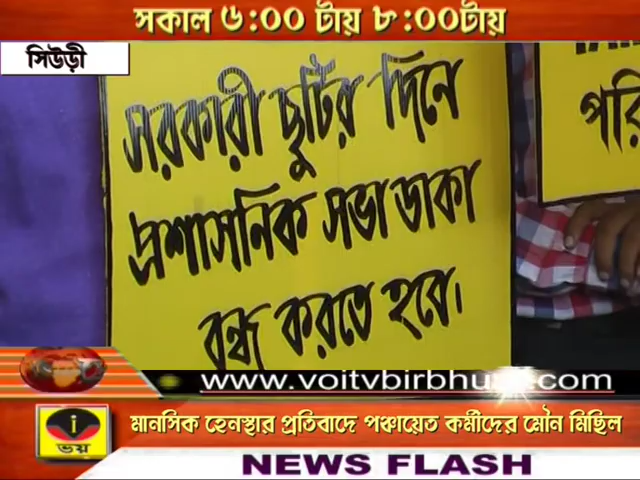 সকাল ৬:০০ টায় ৮:০০টায়
সিউড়ী
সরকারী ছুটির দিনে
প্রশাসনিক সভা ডাকা
বন্ধ করতে হবে।
পরি
www.voitvbirbhum.com
i
ভয়
মানসিক হেনস্থার প্রতিবাদে পঞ্চায়েত কর্মীদের মৌন মিছিল
NEWS FLASH